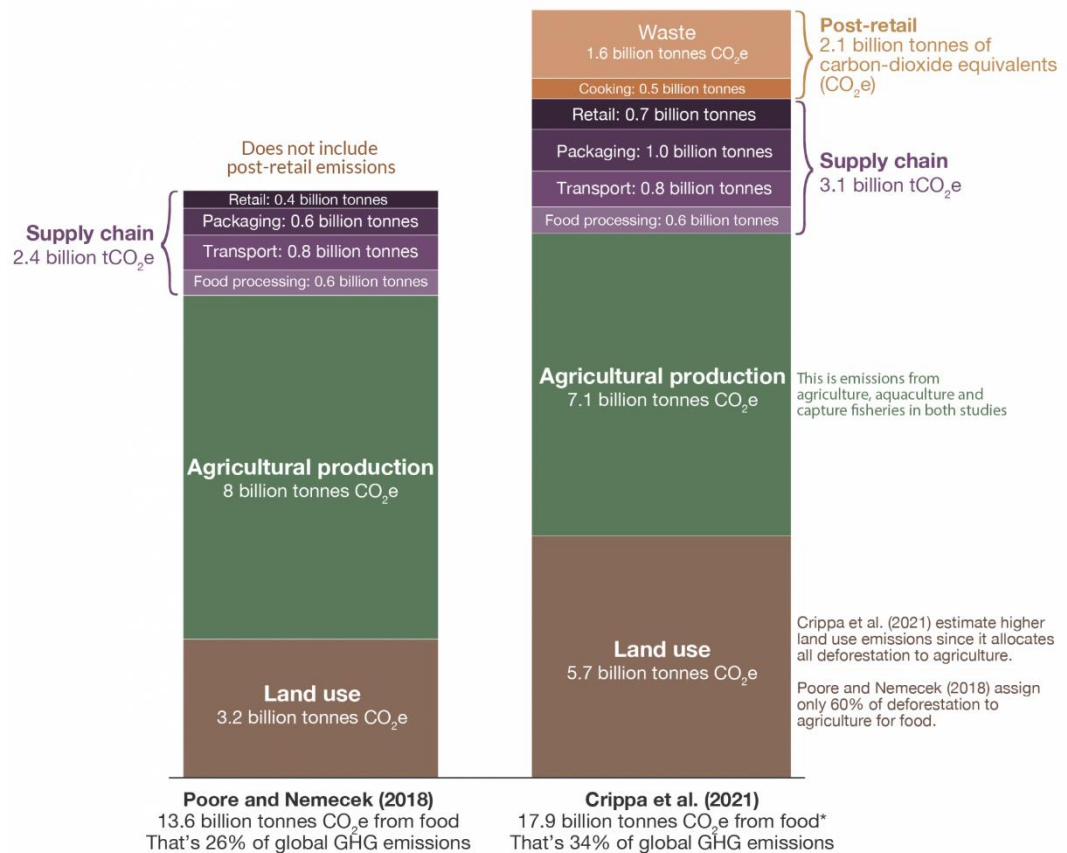 Waste
1.6 billion tonnes CO₂e
Cooking: 0.5 billion tonnes
Post-retail
2.1 billion tonnes of
carbon-dioxide equivalents
(CO₂e)
Retail: 0.7 billion tonnes
Packaging: 1.0 billion tonnes
Transport: 0.8 billion tonnes
Food processing: 0.6 billion tonnes
Supply chain
3.1 billion tCO₂e
Does not include
post-retail emissions
Retail: 0.4 billion tonnes
Packaging: 0.6 billion tonnes
Transport: 0.8 billion tonnes
Food processing: 0.6 billion tonnes
Supply chain
2.4 billion tCO₂e
Agricultural production
7.1 billion tonnes CO₂e
This is emissions from
agriculture, aquaculture and
capture fisheries in both studies
Agricultural production
8 billion tonnes CO₂e
Land use
5.7 billion tonnes CO₂e
Crippa et al. (2021) estimate higher
land use emissions since it allocates
all deforestation to agriculture.
Poore and Nemecek (2018) assign
only 60% of deforestation to
agriculture for food.
Land use
3.2 billion tonnes CO₂e
Poore and Nemecek (2018)
13.6 billion tonnes CO₂e from food
That's 26% of global GHG emissions
Crippa et al. (2021)
17.9 billion tonnes CO₂e from food*
That's 34% of global GHG emissions